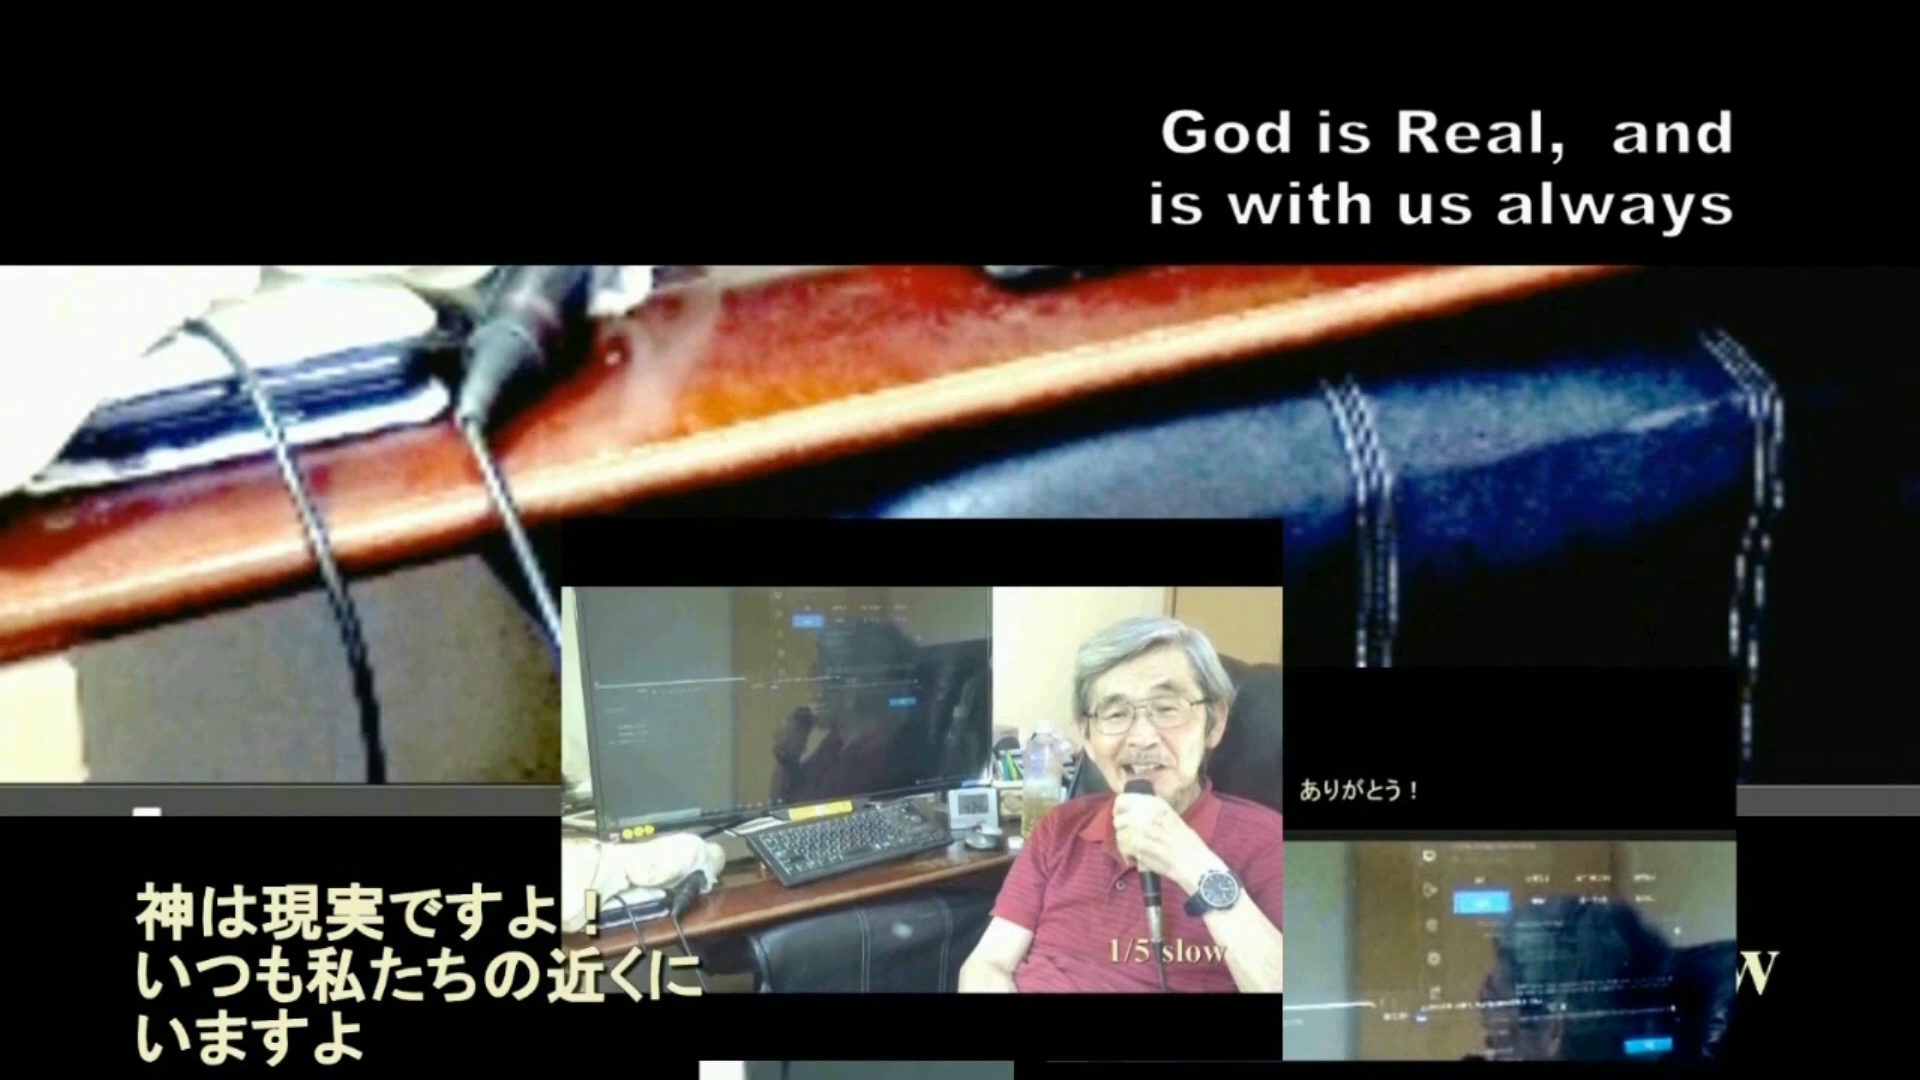 God is Real, and
is with us always
ありがとう！
神は現実ですよ！
いつも私たちの近くに
いますよ
1/5 slow
w